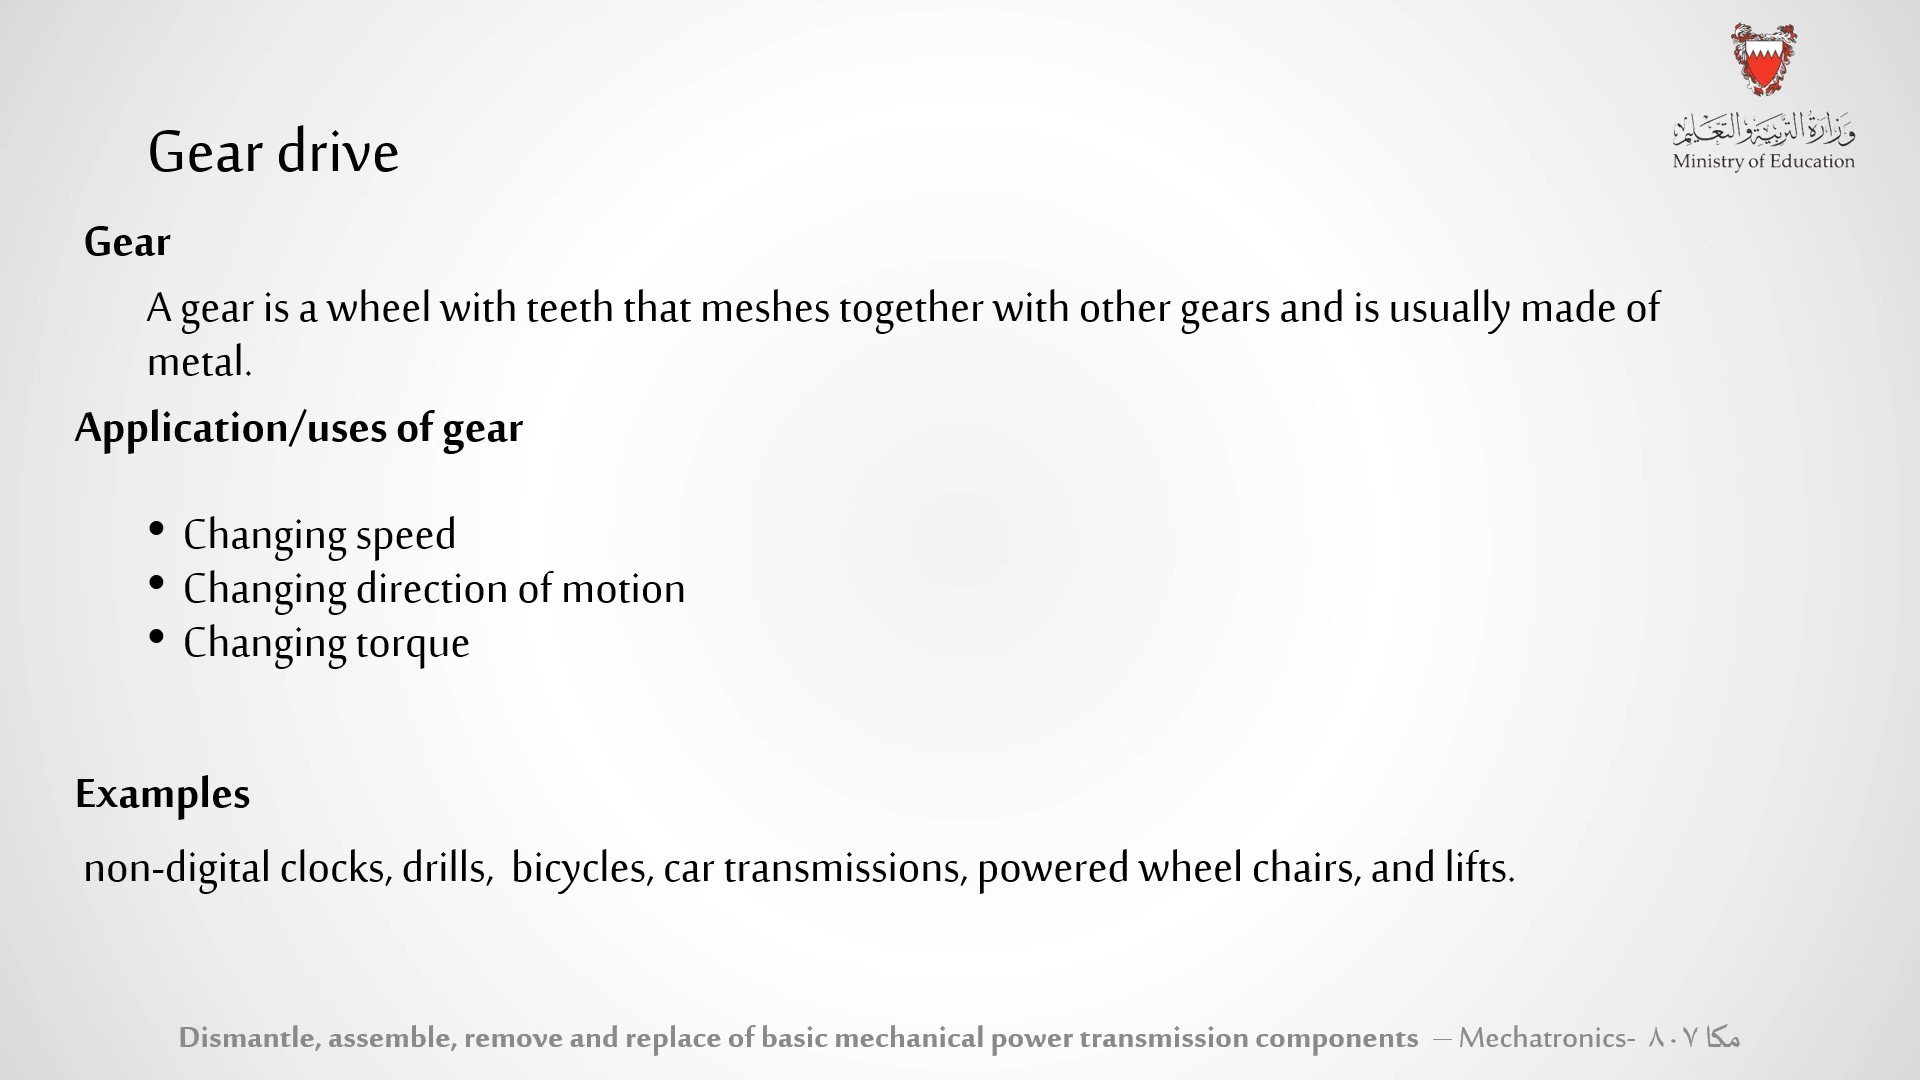 وزارة التربية والتعليم
Ministry of Education
Gear drive
Gear
A gear is a wheel with teeth that meshes together with other gears and is usually made of
metal.
Application/uses of gear
• Changing speed
• Changing direction of motion
• Changing torque
Examples
non-digital clocks, drills,  bicycles, car transmissions, powered wheel chairs, and lifts.
Dismantle, assemble, remove and replace of basic mechanical power transmission components – Mechatronics- مكا ٨٠٧